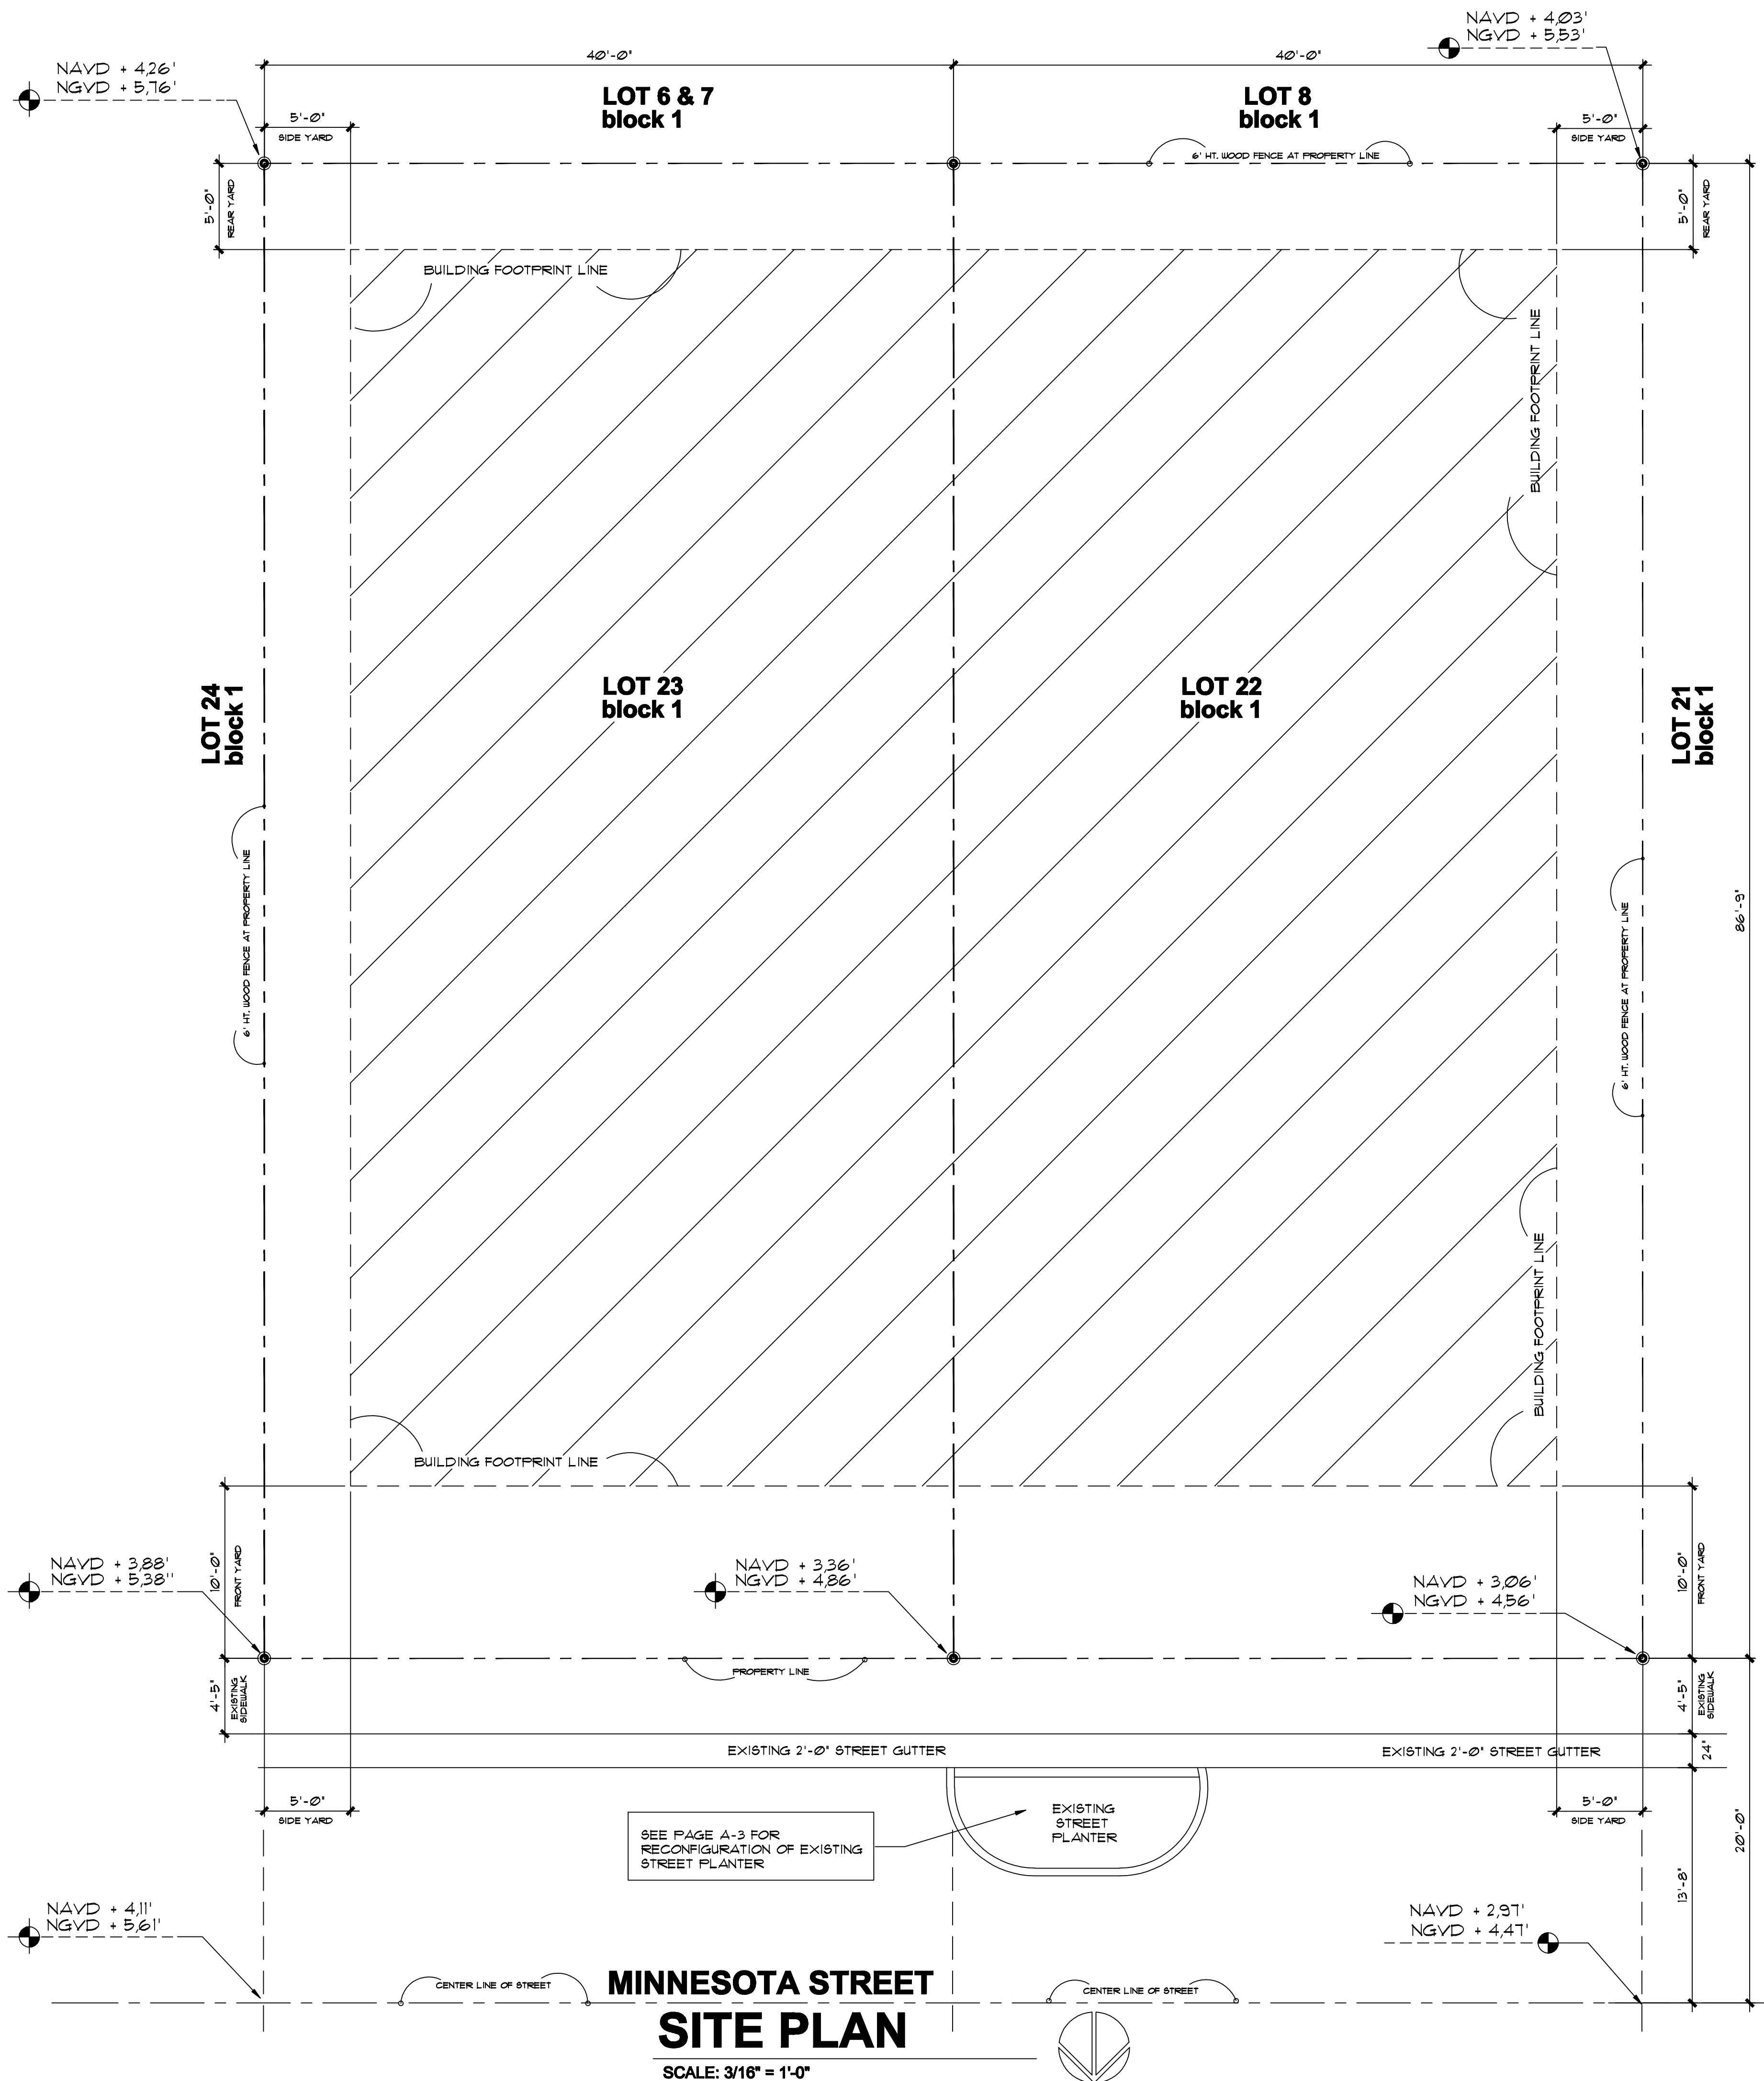 NAVD + 4,03'
NGVD + 5,53'
NAVD + 4,26'
NGVD + 5,76'
40'-0"
40'-0"
LOT 6 & 7
block 1
LOT 8
block 1
5'-0"
SIDE YARD
5'-0"
SIDE YARD
6' HT. WOOD FENCE AT PROPERTY LINE
5'-0"
REAR YARD
5'-0"
REAR YARD
BUILDING FOOTPRINT LINE
BUILDING FOOTPRINT LINE
LOT 24
block 1
LOT 23
block 1
LOT 22
block 1
LOT 21
block 1
6' HT. WOOD FENCE AT PROPERTY LINE
6' HT. WOOD FENCE AT PROPERTY LINE
86'-9"
BUILDING FOOTPRINT LINE
BUILDING FOOTPRINT LINE
NAVD + 3,88'
NGVD + 5,38''
10'-0"
FRONT YARD
NAVD + 3,36'
NGVD + 4,86'
NAVD + 3,06'
NGVD + 4,56'
10'-0"
FRONT YARD
PROPERTY LINE
4'-5"
EXISTING
SIDEWALK
4'-5"
EXISTING
SIDEWALK
EXISTING 2'-0" STREET GUTTER
EXISTING 2'-0" STREET GUTTER
24"
5'-0"
SIDE YARD
EXISTING
STREET
PLANTER
5'-0"
SIDE YARD
SEE PAGE A-3 FOR
RECONFIGURATION OF EXISTING
STREET PLANTER
20'-0"
13'-8"
NAVD + 4,11'
NGVD + 5,61'
NAVD + 2,97'
NGVD + 4,47'
CENTER LINE OF STREET
MINNESOTA STREET
CENTER LINE OF STREET
SITE PLAN
SCALE: 3/16" = 1'-0"